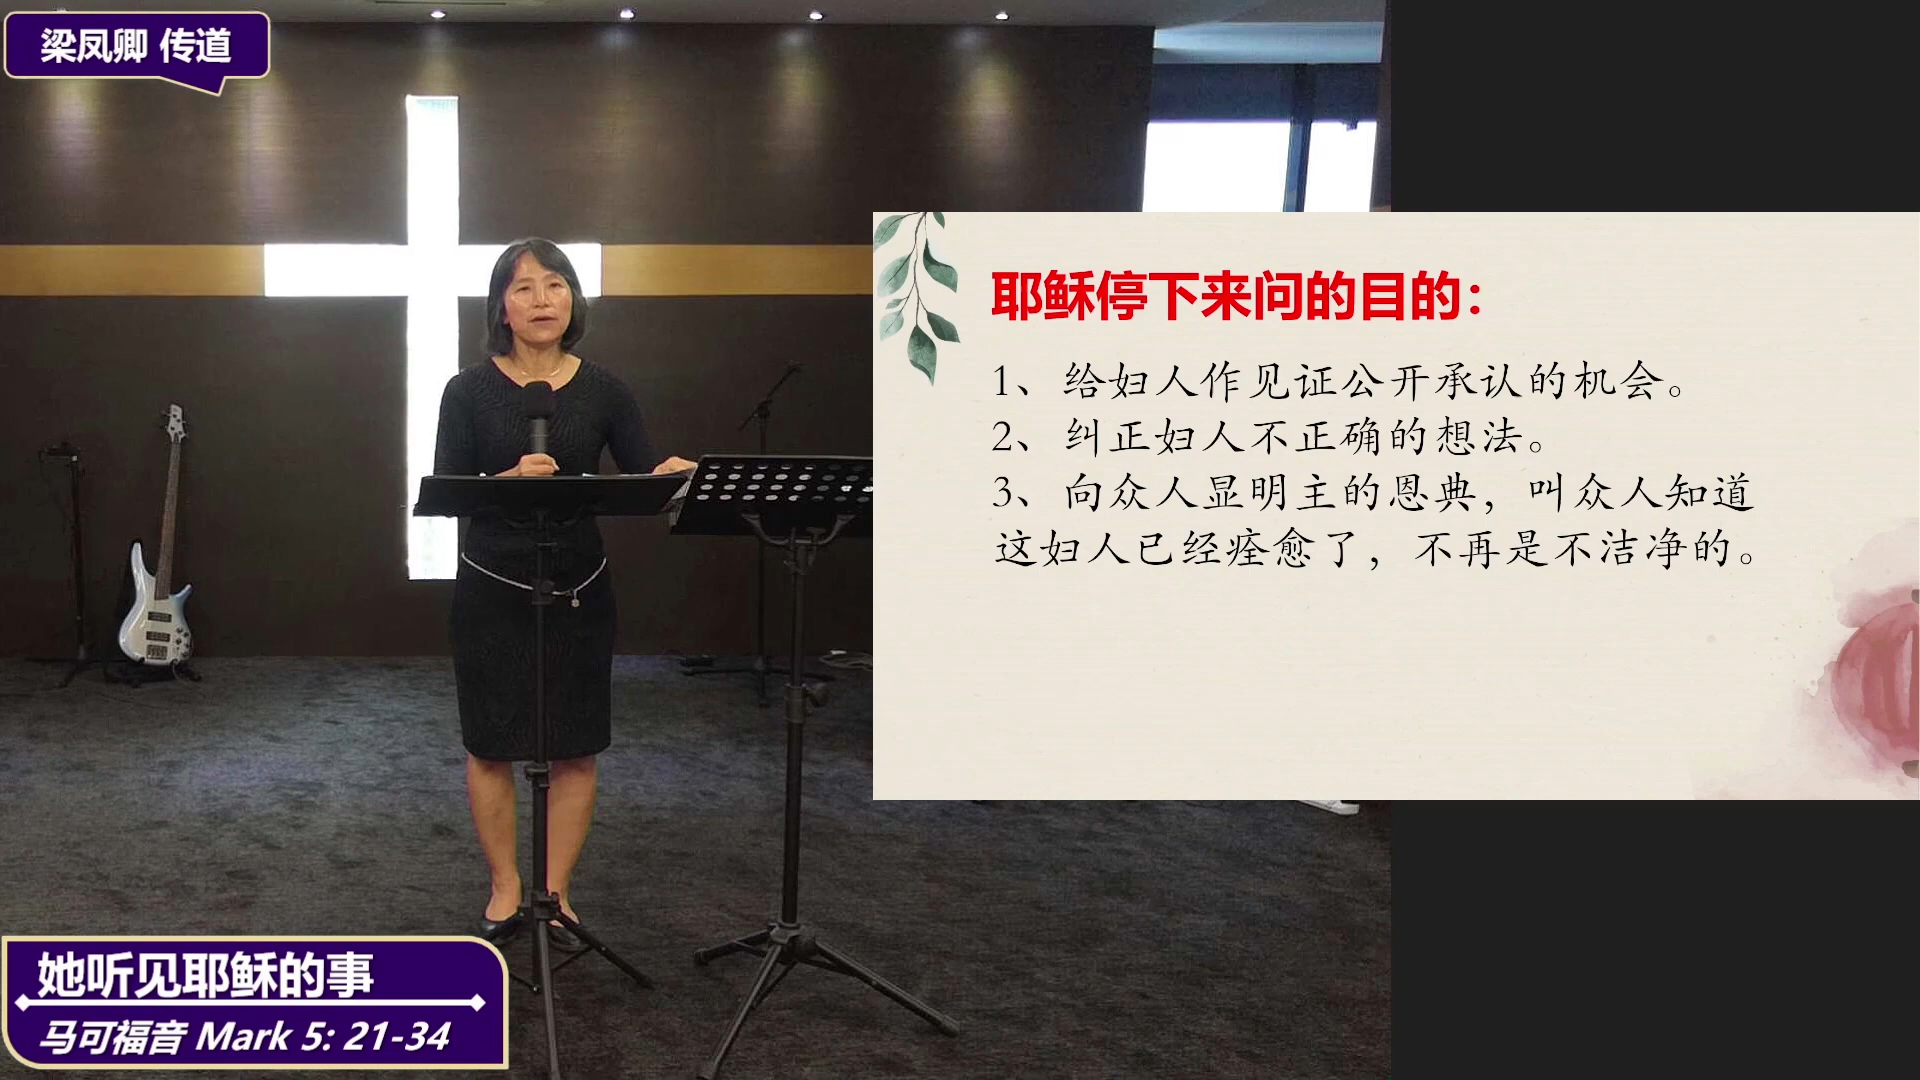 梁凤卿 传道
耶稣停下来问的目的：
1、给妇人作见证公开承认的机会。
2、纠正妇人不正确的想法。
3、向众人显明主的恩典，叫众人知道
这妇人已经痊愈了，不再是不洁净的。
她听见耶稣的事
马可福音 Mark 5: 21-34